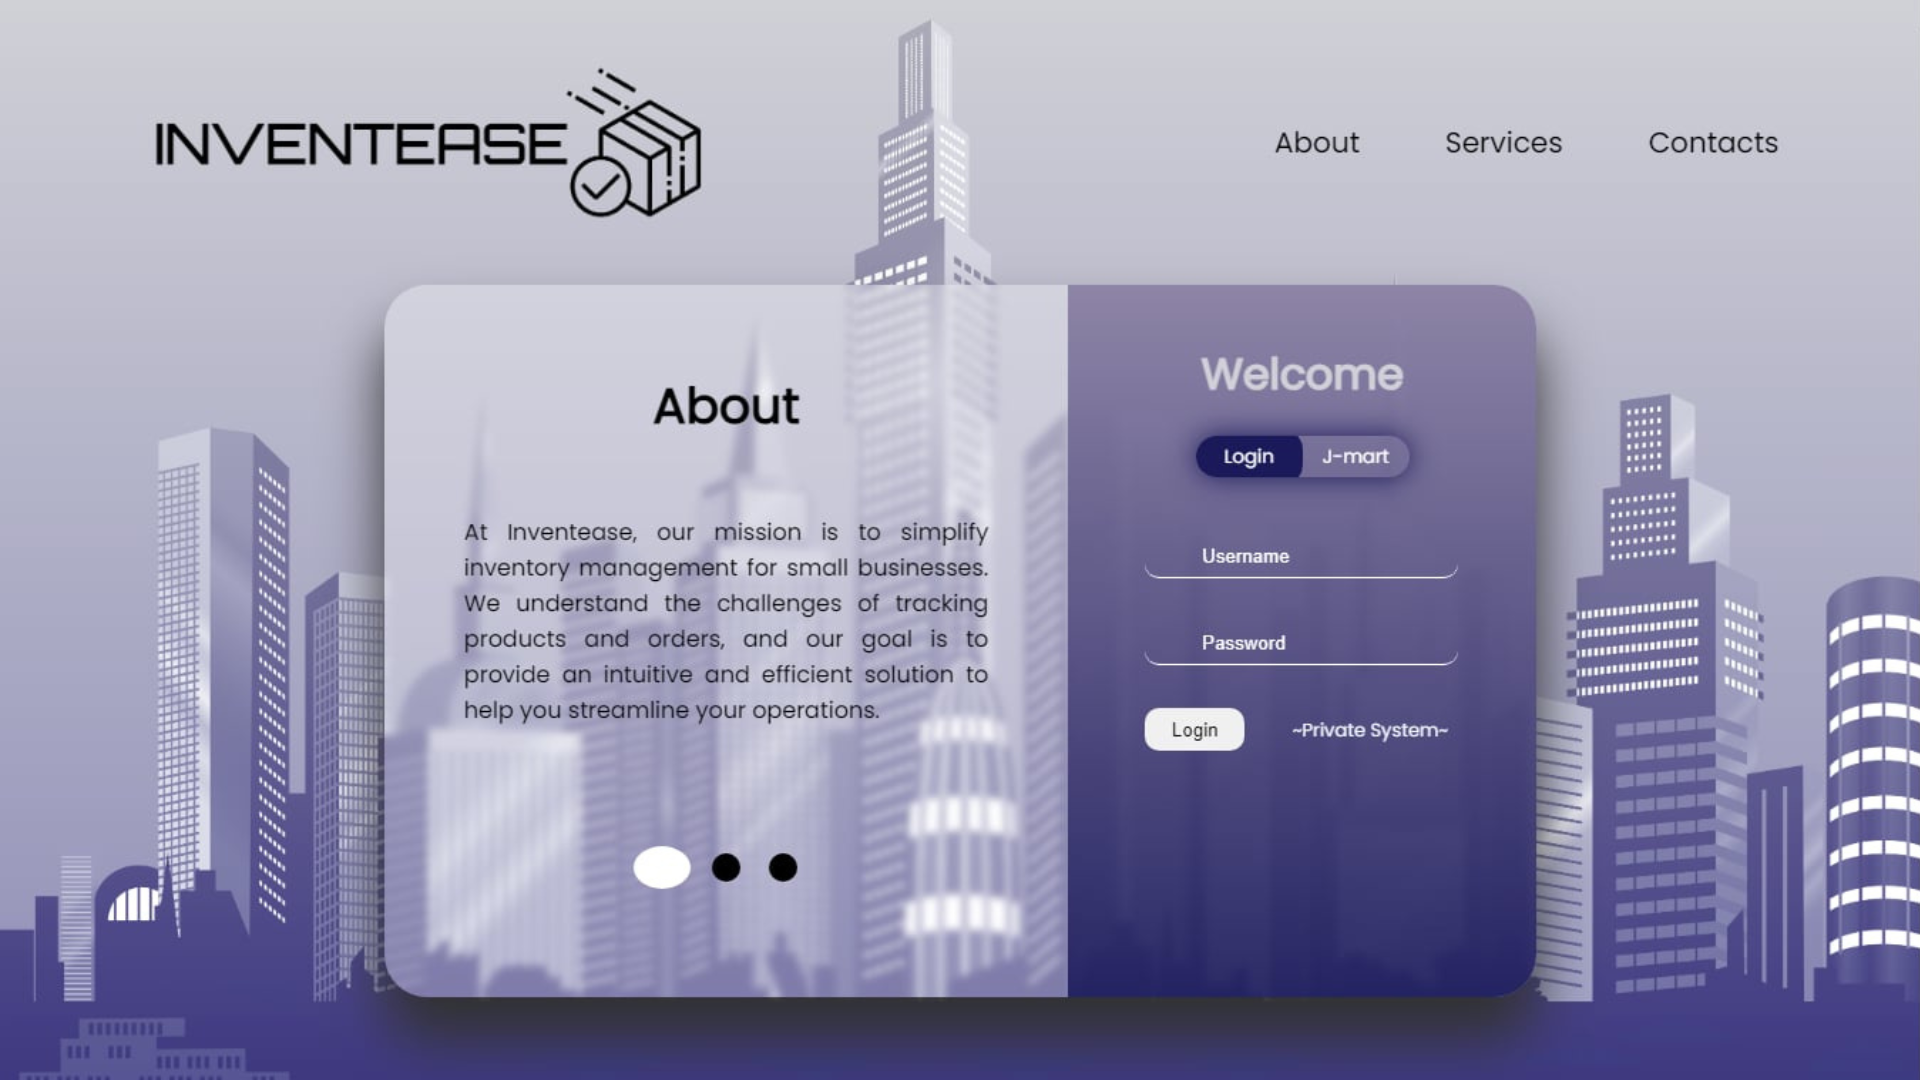 INVENTEASE
About Services Contacts
About
At Inventease, our mission is to simplify
inventory management for small businesses.
We understand the challenges of tracking
products and orders, and our goal is to
provide an intuitive and efficient solution to
help you streamline your operations.
Welcome
Login J-mart
Username
Password
Login ~Private System~